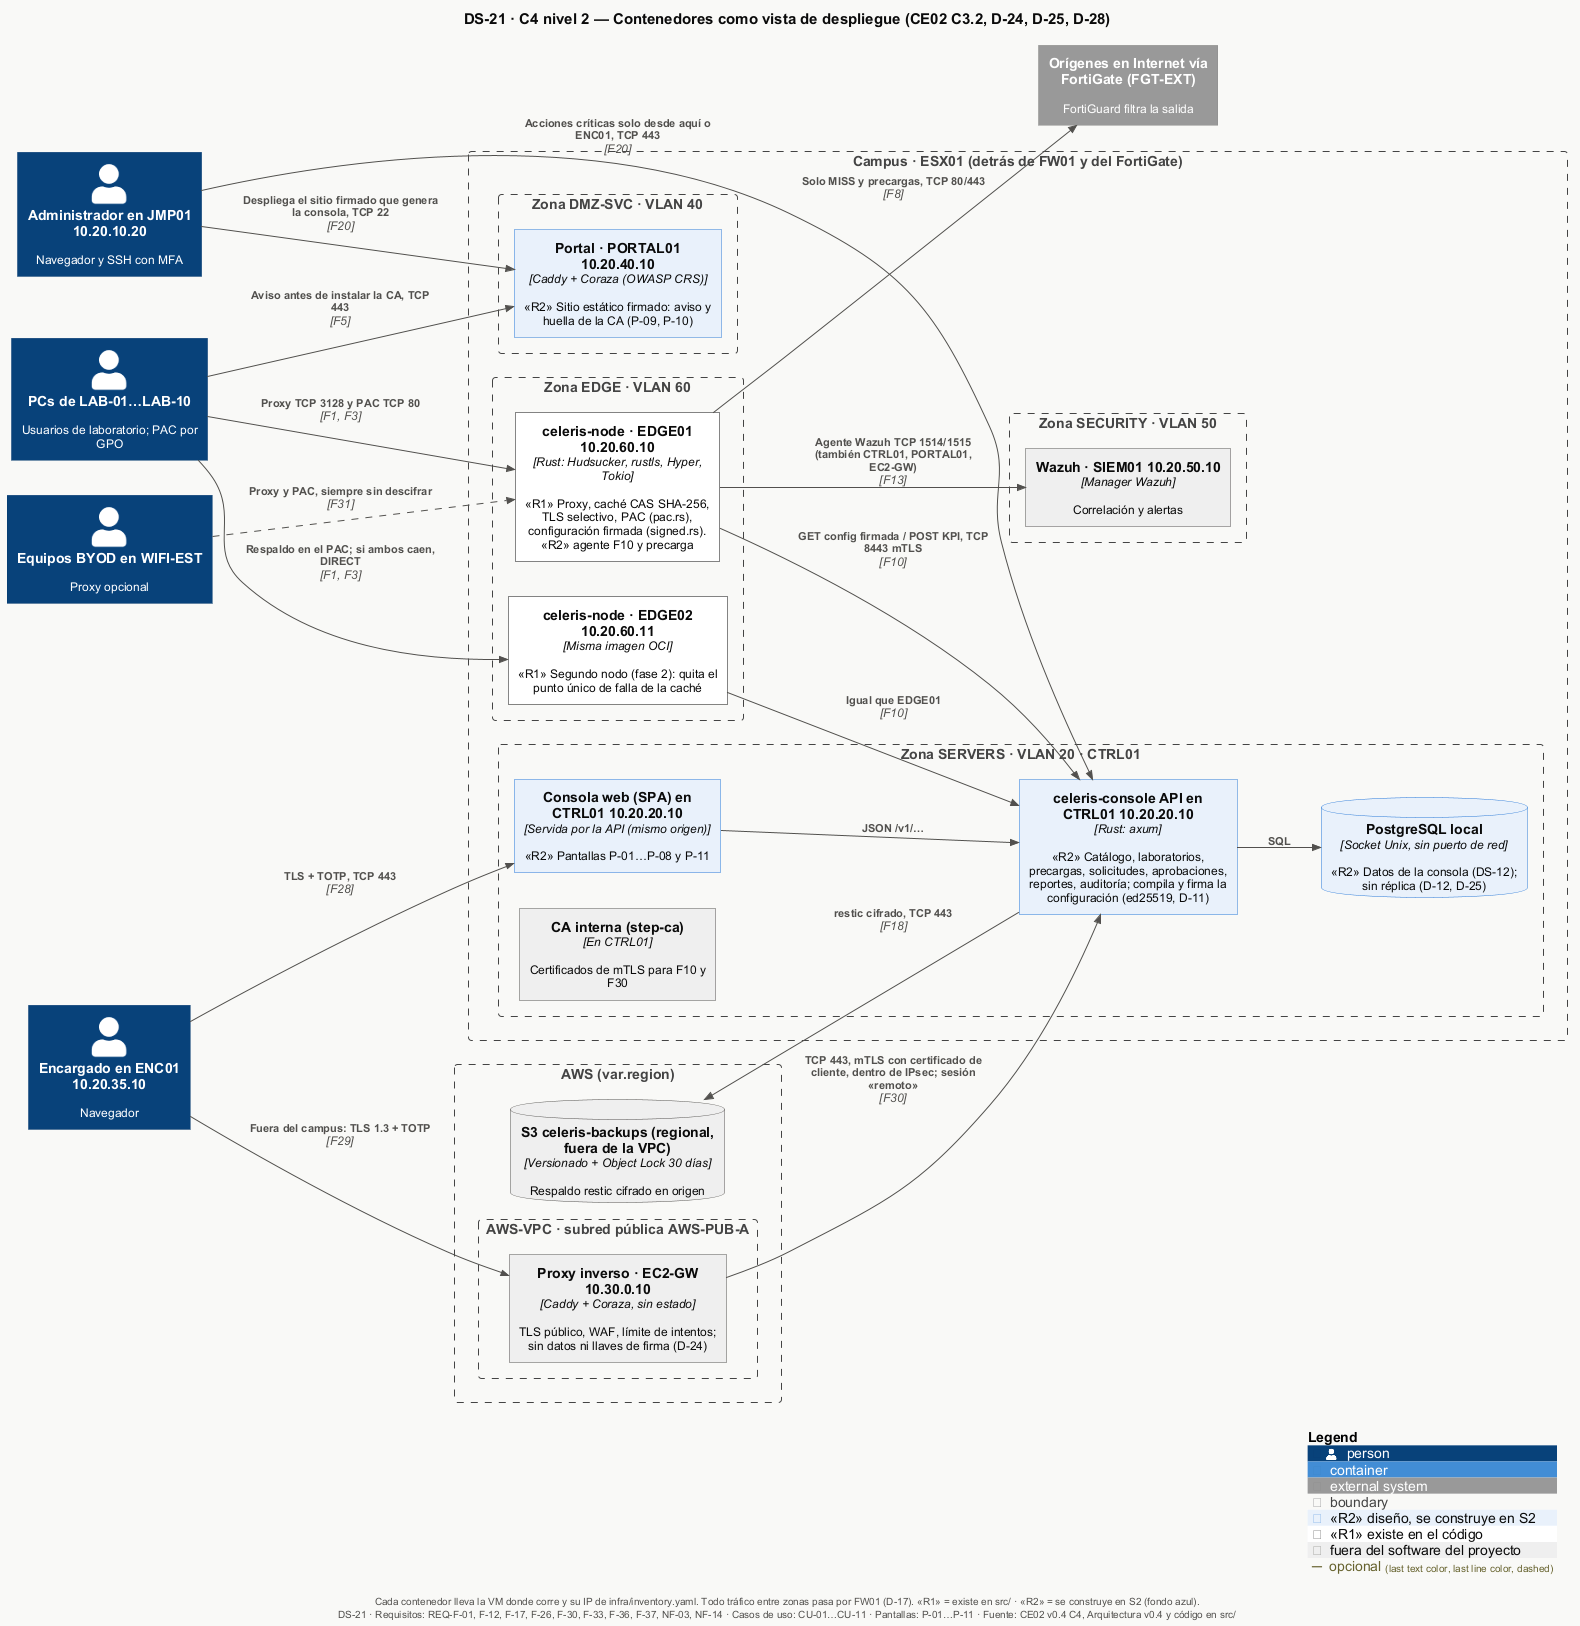 DS-21 · C4 nivel 2 — Contenedores como vista de despliegue (CE02 C3.2, D-24, D-25, D-28)
Orígenes en Internet vía
FortiGate (FGT-EXT)
FortiGuard filtra la salida
Acciones críticas solo desde aquí o
ENC01, TCP 443
[F20]
Campus · ESX01 (detrás de FW01 y del FortiGate)
Solo MISS y precargas, TCP 80/443
[F8]
Administrador en JMP01
10.20.10.20
Navegador y SSH con MFA
Despliega el sitio firmado que genera
la consola, TCP 22
[F20]
Zona DMZ-SVC · VLAN 40
Portal · PORTAL01
10.20.40.10
[Caddy + Coraza (OWASP CRS)]
«R2» Sitio estático firmado: aviso y
huella de la CA (P-09, P-10)
Aviso antes de instalar la CA, TCP
443
[F5]
PCs de LAB-01…LAB-10
Usuarios de laboratorio; PAC por
GPO
Proxy TCP 3128 y PAC TCP 80
[F1, F3]
Zona EDGE · VLAN 60
celeris-node · EDGE01
10.20.60.10
[Rust: Hudsucker, rustls, Hyper,
Tokio]
«R1» Proxy, caché CAS SHA-256,
TLS selectivo, PAC (pac.rs),
configuración firmada (signed.rs).
«R2» agente F10 y precarga
Agente Wazuh TCP 1514/1515
(también CTRL01, PORTAL01,
EC2-GW)
[F13]
Zona SECURITY · VLAN 50
Wazuh · SIEM01 10.20.50.10
[Manager Wazuh]
Correlación y alertas
Proxy y PAC, siempre sin descifrar
[F31]
Equipos BYOD en WIFI-EST
Proxy opcional
Respaldo en el PAC; si ambos caen,
DIRECT
[F1, F3]
GET config firmada / POST KPI, TCP
8443 mTLS
[F10]
celeris-node · EDGE02
10.20.60.11
[Misma imagen OCI]
«R1» Segundo nodo (fase 2): quita el
punto único de falla de la caché
Igual que EDGE01
[F10]
Zona SERVERS · VLAN 20 · CTRL01
Consola web (SPA) en
CTRL01 10.20.20.10
[Servida por la API (mismo origen)]
«R2» Pantallas P-01…P-08 y P-11
JSON /v1/…
celeris-console API en
CTRL01 10.20.20.10
[Rust: axum]
«R2» Catálogo, laboratorios,
precargas, solicitudes, aprobaciones,
reportes, auditoría; compila y firma la
configuración (ed25519, D-11)
SQL
PostgreSQL local
[Socket Unix, sin puerto de red]
«R2» Datos de la consola (DS-12);
sin réplica (D-12, D-25)
TLS + TOTP, TCP 443
[F28]
CA interna (step-ca)
[En CTRL01]
Certificados de mTLS para F10 y
F30
restic cifrado, TCP 443
[F18]
Encargado en ENC01
10.20.35.10
Navegador
TCP 443, mTLS con certificado de
cliente, dentro de IPsec; sesión
«remoto»
[F30]
AWS (var.region)
S3 celeris-backups (regional,
fuera de la VPC)
[Versionado + Object Lock 30 días]
Respaldo restic cifrado en origen
Fuera del campus: TLS 1.3 + TOTP
[F29]
AWS-VPC · subred pública AWS-PUB-A
Proxy inverso · EC2-GW
10.30.0.10
[Caddy + Coraza, sin estado]
TLS público, WAF, límite de intentos;
sin datos ni llaves de firma (D-24)
Legend
person
container
external system
boundary
«R2» diseño, se construye en S2
«R1» existe en el código
fuera del software del proyecto
opcional (last text color, last line color, dashed)
Cada contenedor lleva la VM donde corre y su IP de infra/inventory.yaml. Todo tráfico entre zonas pasa por FW01 (D-17). «R1» = existe en src/ · «R2» = se construye en S2 (fondo azul).
DS-21 · Requisitos: REQ-F-01, F-12, F-17, F-26, F-30, F-33, F-36, F-37, NF-03, NF-14 · Casos de uso: CU-01…CU-11 · Pantallas: P-01…P-11 · Fuente: CE02 v0.4 C4, Arquitectura v0.4 y código en src/